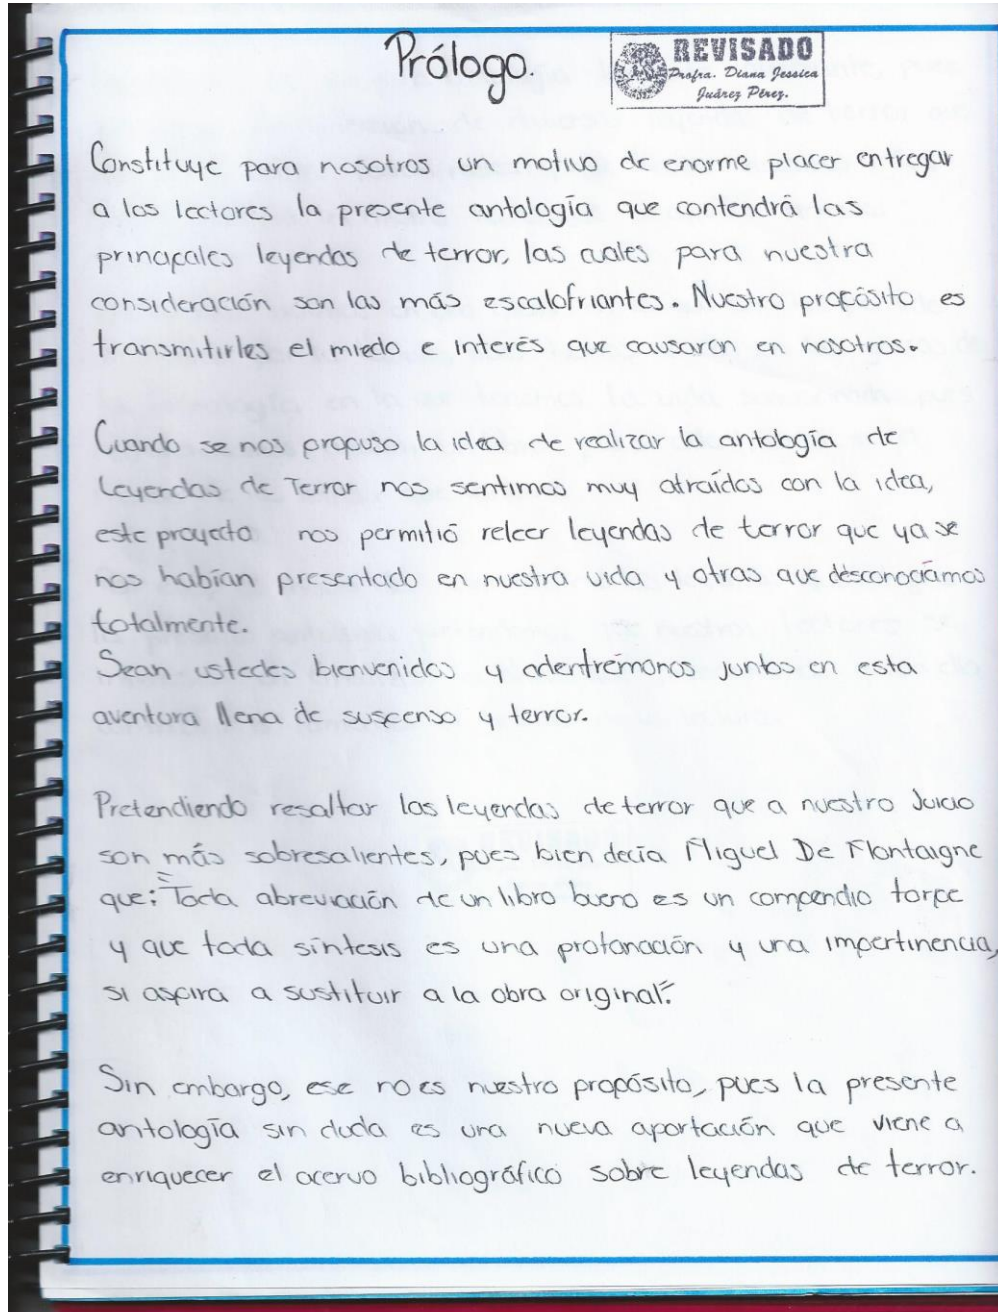 Prólogo.
REVISADO
Profra. Diana Jessica
Juárez Pérez.
Constituye para nosotros un motivo de enorme placer entregar
a los lectores la presente antología que contendrá las
principales leyendas de terror, las cuales para nuestra
consideración son las más escalofriantes. Nuestro propósito es
transmitirles el miedo e interés que causaron en nosotros.
Cuando se nos propuso la idea de realizar la antología de
Leyendas de Terror nos sentimos muy atraídos con la idea,
este proyecto nos permitió releer leyendas de terror que ya se
nos habían presentado en nuestra vida y otras que desconocíamos
totalmente.
Sean ustedes bienvenidos y adentrémonos juntos en esta
aventura llena de suspenso y terror.
Pretendiendo resaltar las leyendas de terror que a nuestro Juicio
son más sobresalientes, pues bien decía Miguel De Montaigne
que: "Toda abreviación de un libro bueno es un compendio torpe
y que toda síntesis es una profanación y una impertinencia,
si aspira a sustituir a la obra original".
Sin embargo, ese no es nuestro propósito, pues la presente
antología sin duda es una nueva aportación que viene a
enriquecer el acervo bibliográfico sobre leyendas de terror.